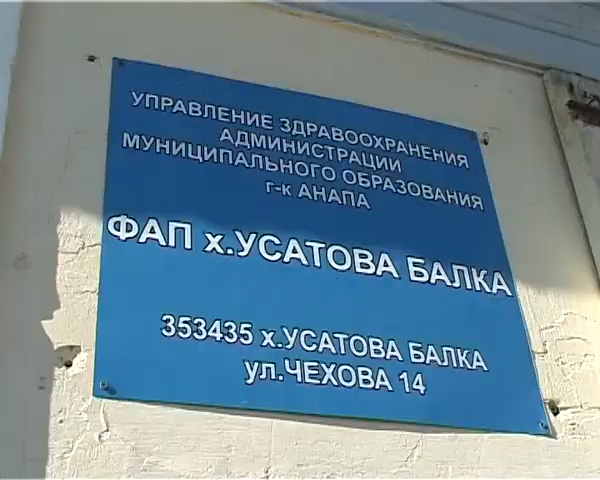 УПРАВЛЕНИЕ ЗДРАВООХРАНЕНИЯ
АДМИНИСТРАЦИИ
МУНИЦИПАЛЬНОГО ОБРАЗОВАНИЯ
г-к АНАПА
ФАП х.УСАТОВА БАЛКА
353435 х.УСАТОВА БАЛКА
ул.ЧЕХОВА 14